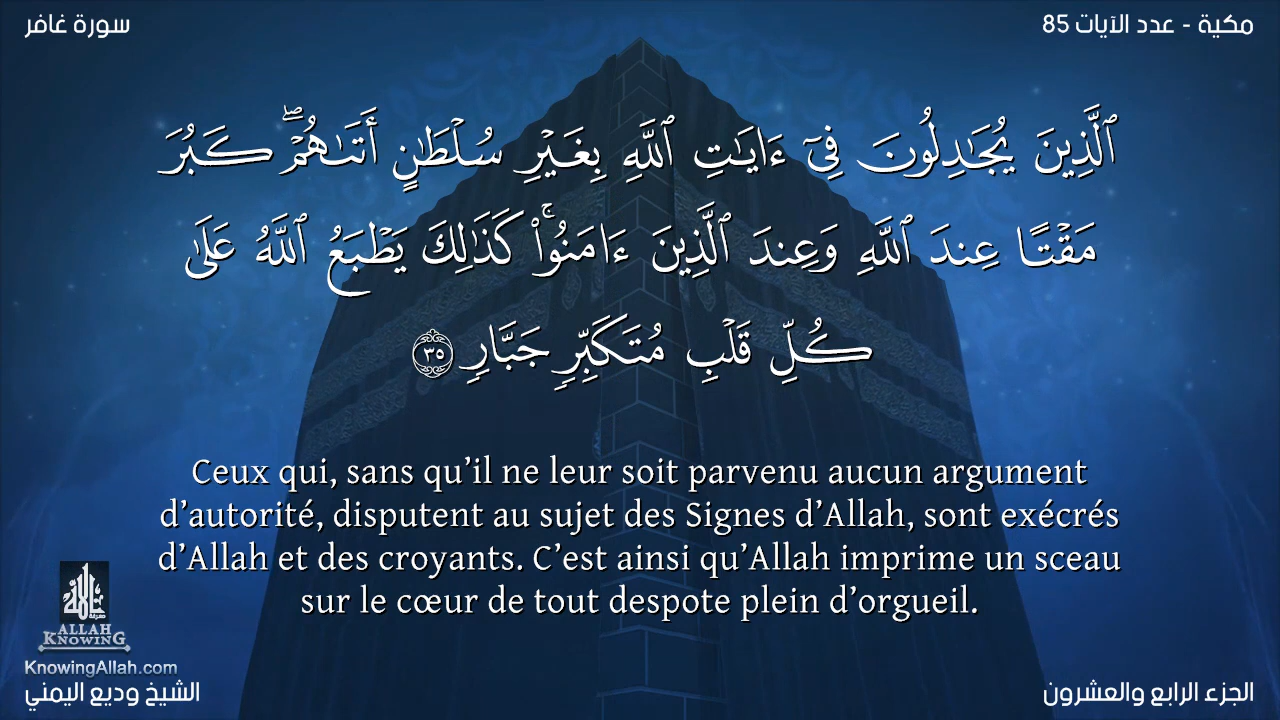 سورة غافر
مكية - عدد الآيات 85
ٱلَّذِينَ يُجَـٰدِلُونَ فِىٓ ءَايَـٰتِ ٱللَّهِ بِغَيْرِ سُلْطَـٰنٍ أَتَىٰهُمْ ۖ كَبُرَ
مَقْتًا عِندَ ٱللَّهِ وَعِندَ ٱلَّذِينَ ءَامَنُوا۟ ۚ كَذَٰلِكَ يَطْبَعُ ٱللَّهُ عَلَىٰ
كُلِّ قَلْبِ مُتَكَبِّرٍ جَبَّارٍ ٣٥
Ceux qui, sans qu’il ne leur soit parvenu aucun argument
d’autorité, disputent au sujet des Signes d’Allah, sont exécrés
d’Allah et des croyants. C’est ainsi qu’Allah imprime un sceau
sur le cœur de tout despote plein d’orgueil.
ALLAH
KNOWING
KnowingAllah.com
الشيخ وديع اليمني
الجزء الرابع والعشرون